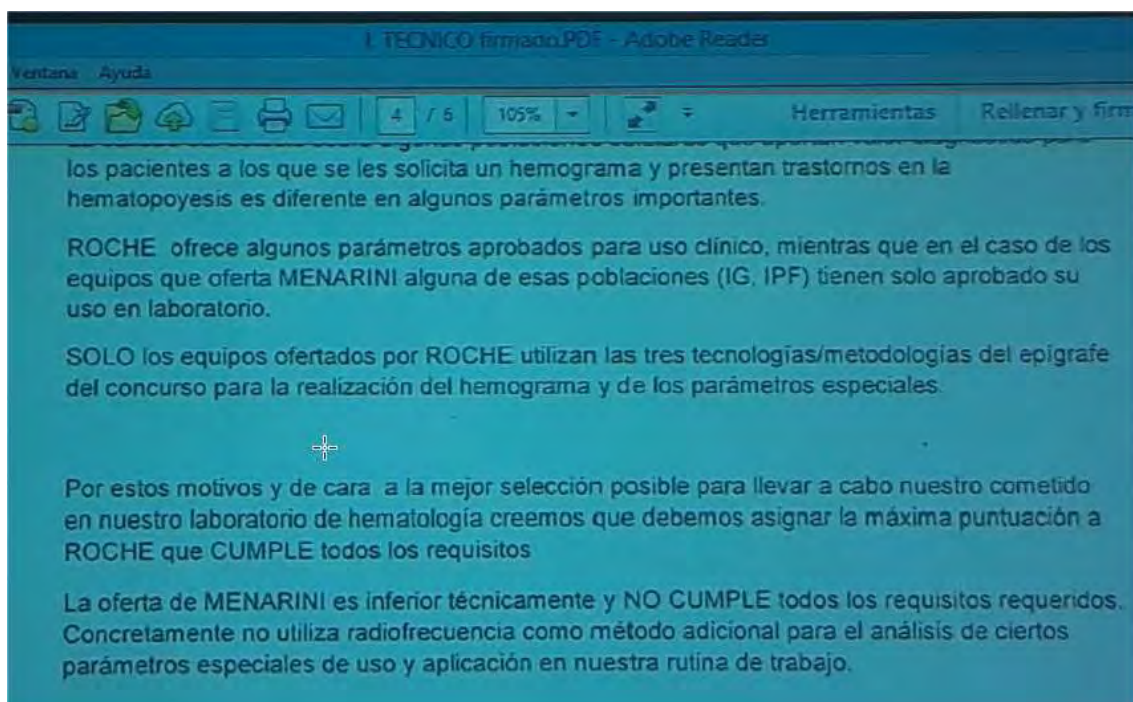 I. TECNICO firmado.PDF - Adobe Reader
Ventana Ayuda
4 / 5 105% Herramientas Rellenar y firm
los pacientes a los que se les solicita un hemograma y presentan trastornos en la
hematopoyesis es diferente en algunos parámetros importantes.
ROCHE ofrece algunos parámetros aprobados para uso clínico, mientras que en el caso de los
equipos que oferta MENARINI alguna de esas poblaciones (IG, IPF) tienen solo aprobado su
uso en laboratorio.
SOLO los equipos ofertados por ROCHE utilizan las tres tecnologías/metodologías del epígrafe
del concurso para la realización del hemograma y de los parámetros especiales.
Por estos motivos y de cara a la mejor selección posible para llevar a cabo nuestro cometido
en nuestro laboratorio de hematología creemos que debemos asignar la máxima puntuación a
ROCHE que CUMPLE todos los requisitos
La oferta de MENARINI es inferior técnicamente y NO CUMPLE todos los requisitos requeridos.
Concretamente no utiliza radiofrecuencia como método adicional para el análisis de ciertos
parámetros especiales de uso y aplicación en nuestra rutina de trabajo.